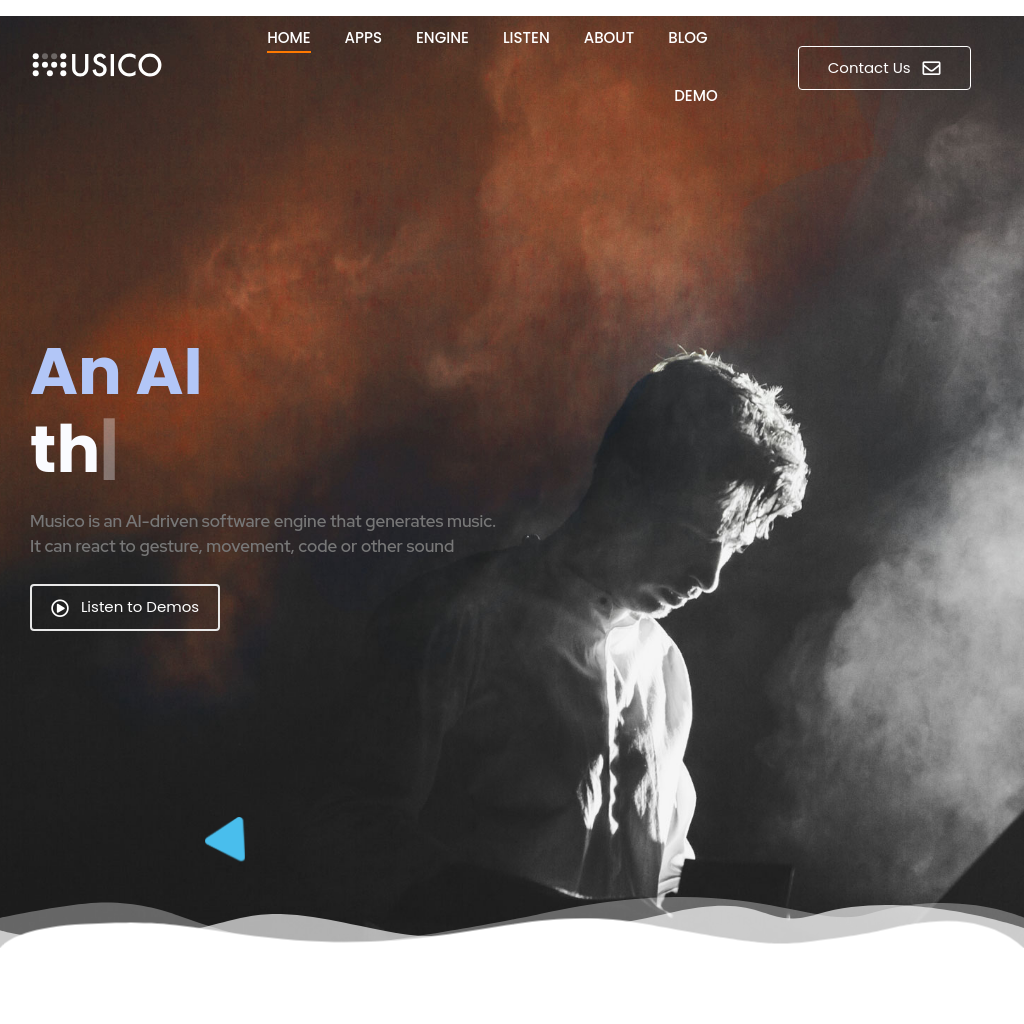 MUSICO
HOME APPS ENGINE LISTEN ABOUT BLOG
DEMO
Contact Us
An AI
th
Musico is an AI-driven software engine that generates music.
It can react to gesture, movement, code or other sound
Listen to Demos